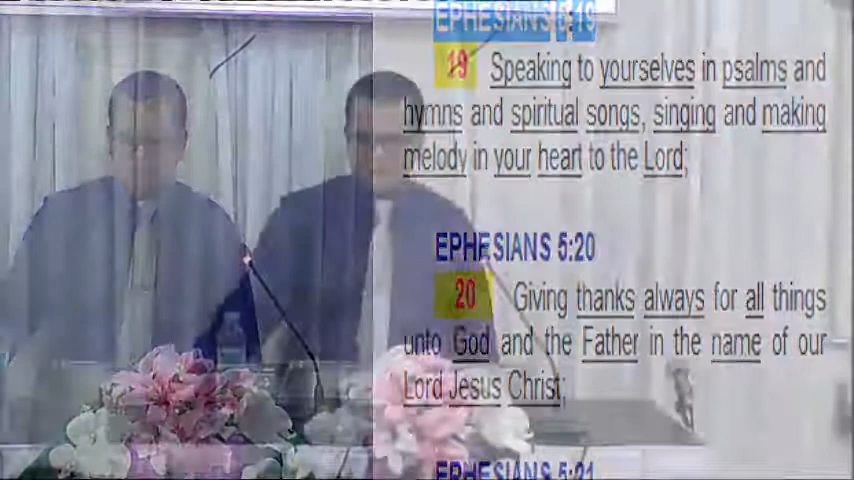 EPHESIANS 5:19
19 Speaking to yourselves in psalms and
hymns and spiritual songs, singing and making
melody in your heart to the Lord;
EPHESIANS 5:20
20 Giving thanks always for all things
unto God and the Father in the name of our
Lord Jesus Christ;
EPHESIANS 5:21